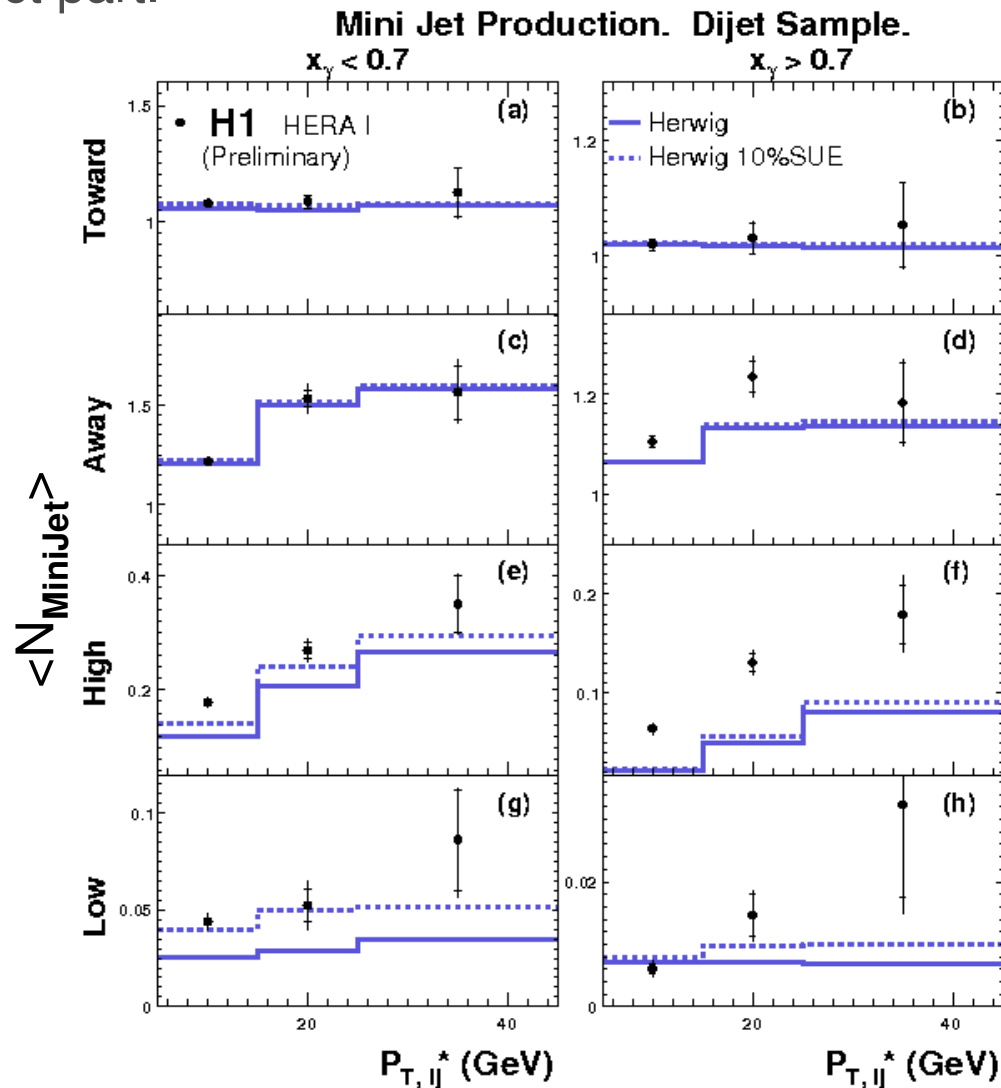 Mini Jet Production. Dijet Sample.
xγ < 0.7
xγ > 0.7
<N MiniJet>
Toward
1.5
1
(a)
H1 HERA I
(Preliminary)
1.2
1
(b)
Herwig
Herwig 10%SUE
Away
1.5
1
(c)
1.2
1
(d)
High
0.4
0.2
(e)
0.2
0.1
(f)
Low
0.1
0.05
0
(g)
0.02
0
(h)
20 40
20 40
P T, lj * (GeV)
P T, lj * (GeV)